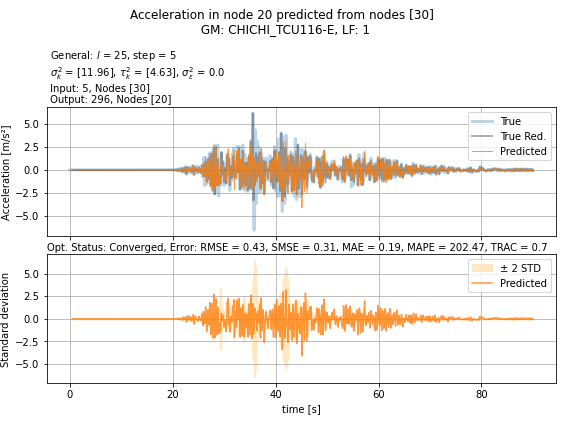 Acceleration in node 20 predicted from nodes [30]
GM: CHICHI_TCU116-E, LF: 1
General: l = 25, step = 5
σ²ₖ = [11.96], τ²ₖ = [4.63], σ²ε = 0.0
Input: 5, Nodes [30]
Output: 296, Nodes [20]
Acceleration [m/s²]
5.0
2.5
0.0
−2.5
−5.0
True
True Red.
Predicted
Opt. Status: Converged, Error: RMSE = 0.43, SMSE = 0.31, MAE = 0.19, MAPE = 202.47, TRAC = 0.7
Standard deviation
5.0
2.5
0.0
−2.5
−5.0
± 2 STD
Predicted
0 20 40 60 80
time [s]